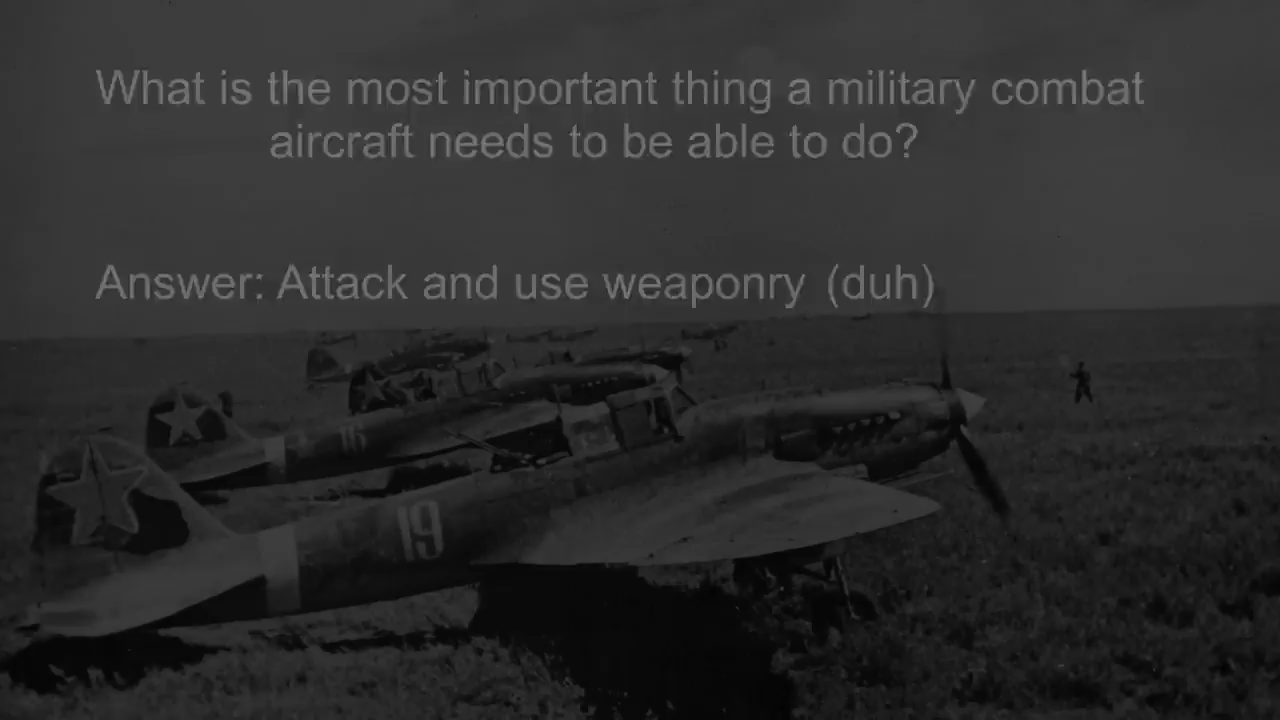 What is the most important thing a military combat
aircraft needs to be able to do?
Answer: Attack and use weaponry (duh)
16
19